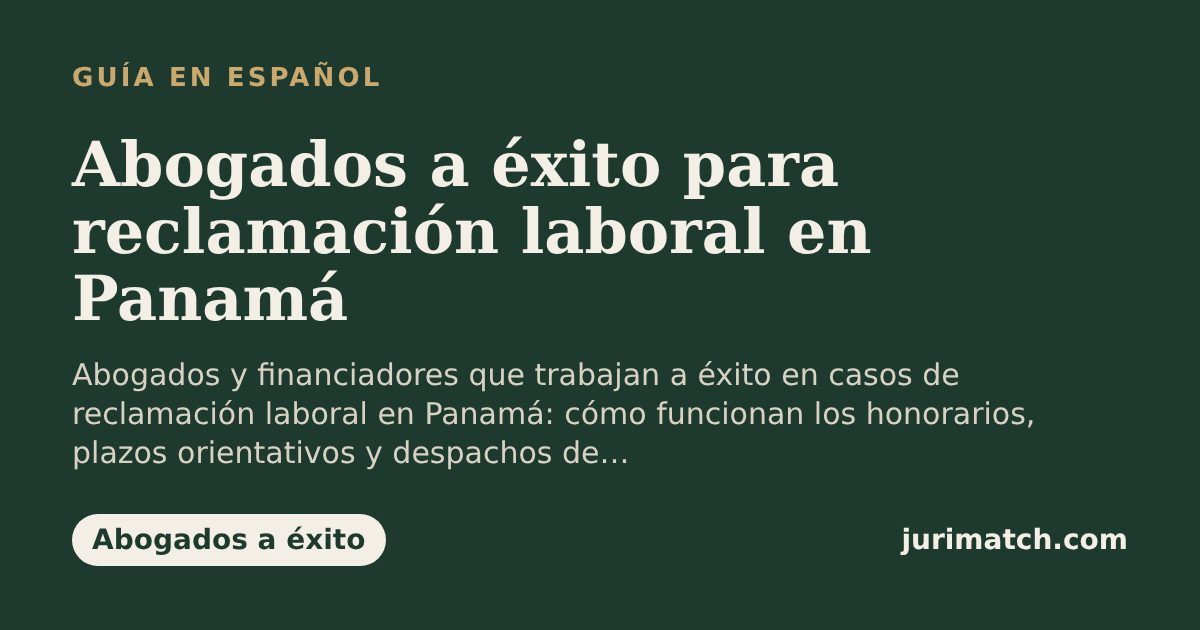 GUÍA EN ESPAÑOL
Abogados a éxito para
reclamación laboral en
Panamá
Abogados y financiadores que trabajan a éxito en casos de
reclamación laboral en Panamá: cómo funcionan los honorarios,
plazos orientativos y despachos de…
Abogados a éxito
jurimatch.com